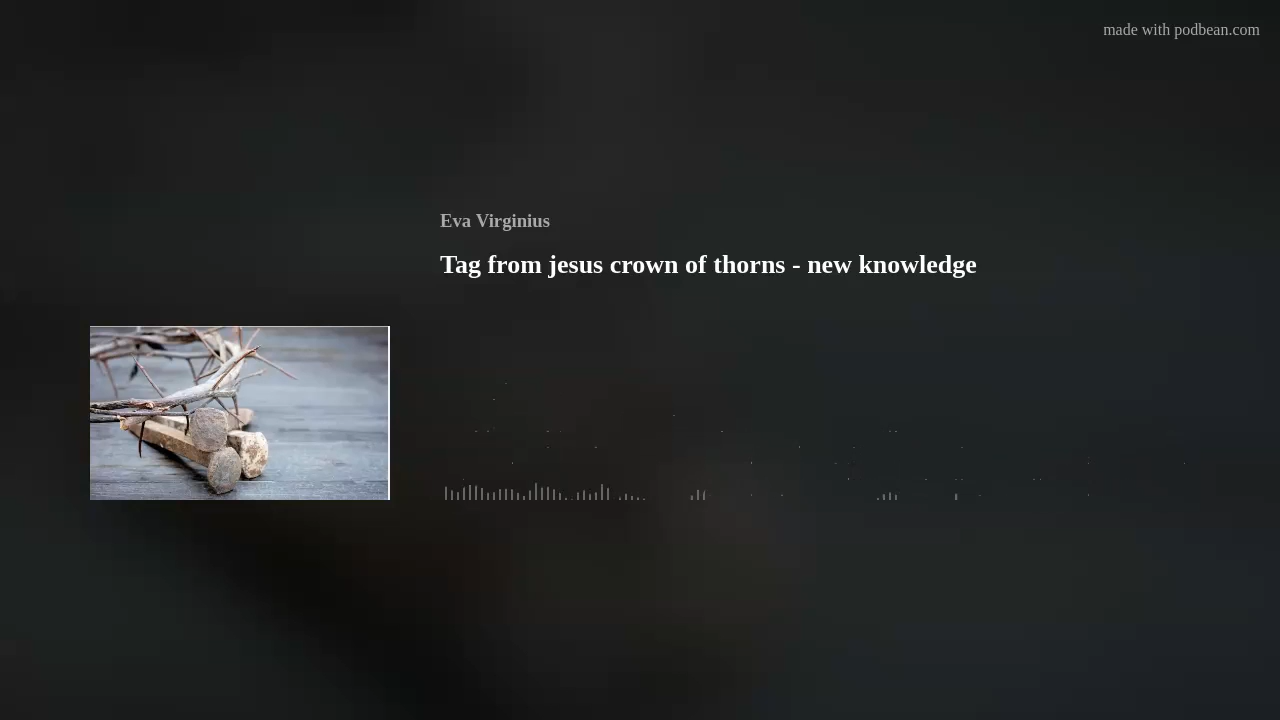 made with podbean.com
Eva Virginius
Tag from jesus crown of thorns - new knowledge